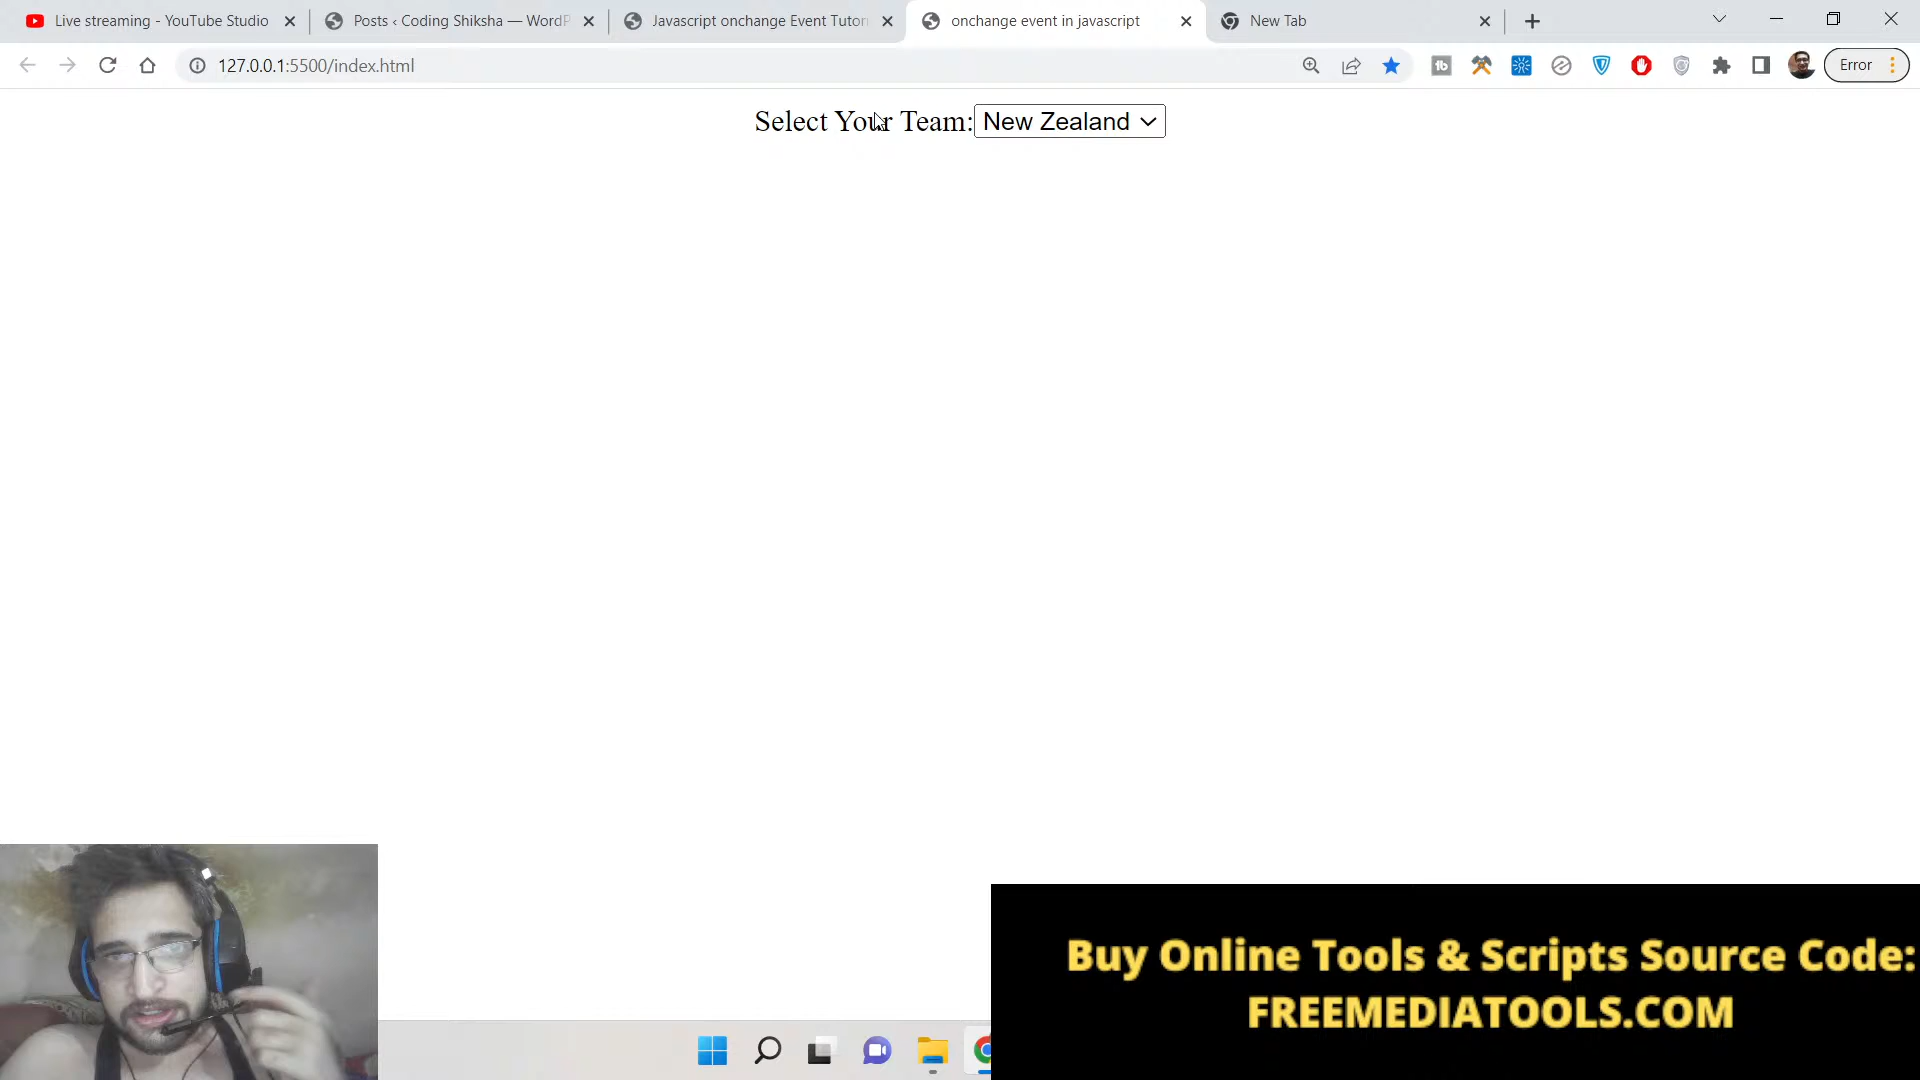 Live streaming - YouTube Studio
Posts ‹ Coding Shiksha — WordP
Javascript onchange Event Tutori
onchange event in javascript
New Tab
127.0.0.1:5500/index.html
Error
Select Your Team: New Zealand
Buy Online Tools & Scripts Source Code:
FREEMEDIATOOLS.COM